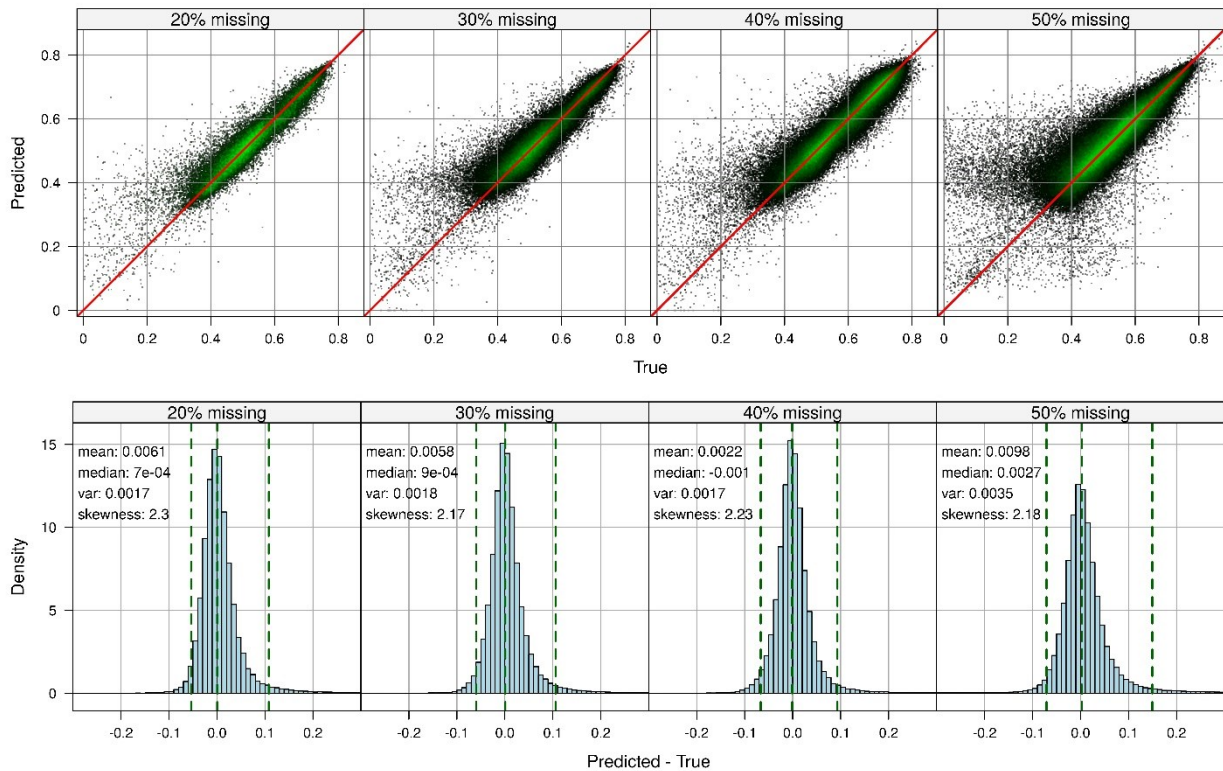 20% missing 30% missing 40% missing 50% missing
0.8
0.6
0.4
0.2
0
Predicted
0 0.2 0.4 0.6 0.8 0 0.2 0.4 0.6 0.8 0 0.2 0.4 0.6 0.8 0 0.2 0.4 0.6 0.8
True
20% missing 30% missing 40% missing 50% missing
15
10
5
0
Density
mean: 0.0061
median: 7e-04
var: 0.0017
skewness: 2.3
mean: 0.0058
median: 9e-04
var: 0.0018
skewness: 2.17
mean: 0.0022
median: -0.001
var: 0.0017
skewness: 2.23
mean: 0.0098
median: 0.0027
var: 0.0035
skewness: 2.18
-0.2 -0.1 0.0 0.1 0.2 -0.2 -0.1 0.0 0.1 0.2 -0.2 -0.1 0.0 0.1 0.2 -0.2 -0.1 0.0 0.1 0.2
Predicted - True